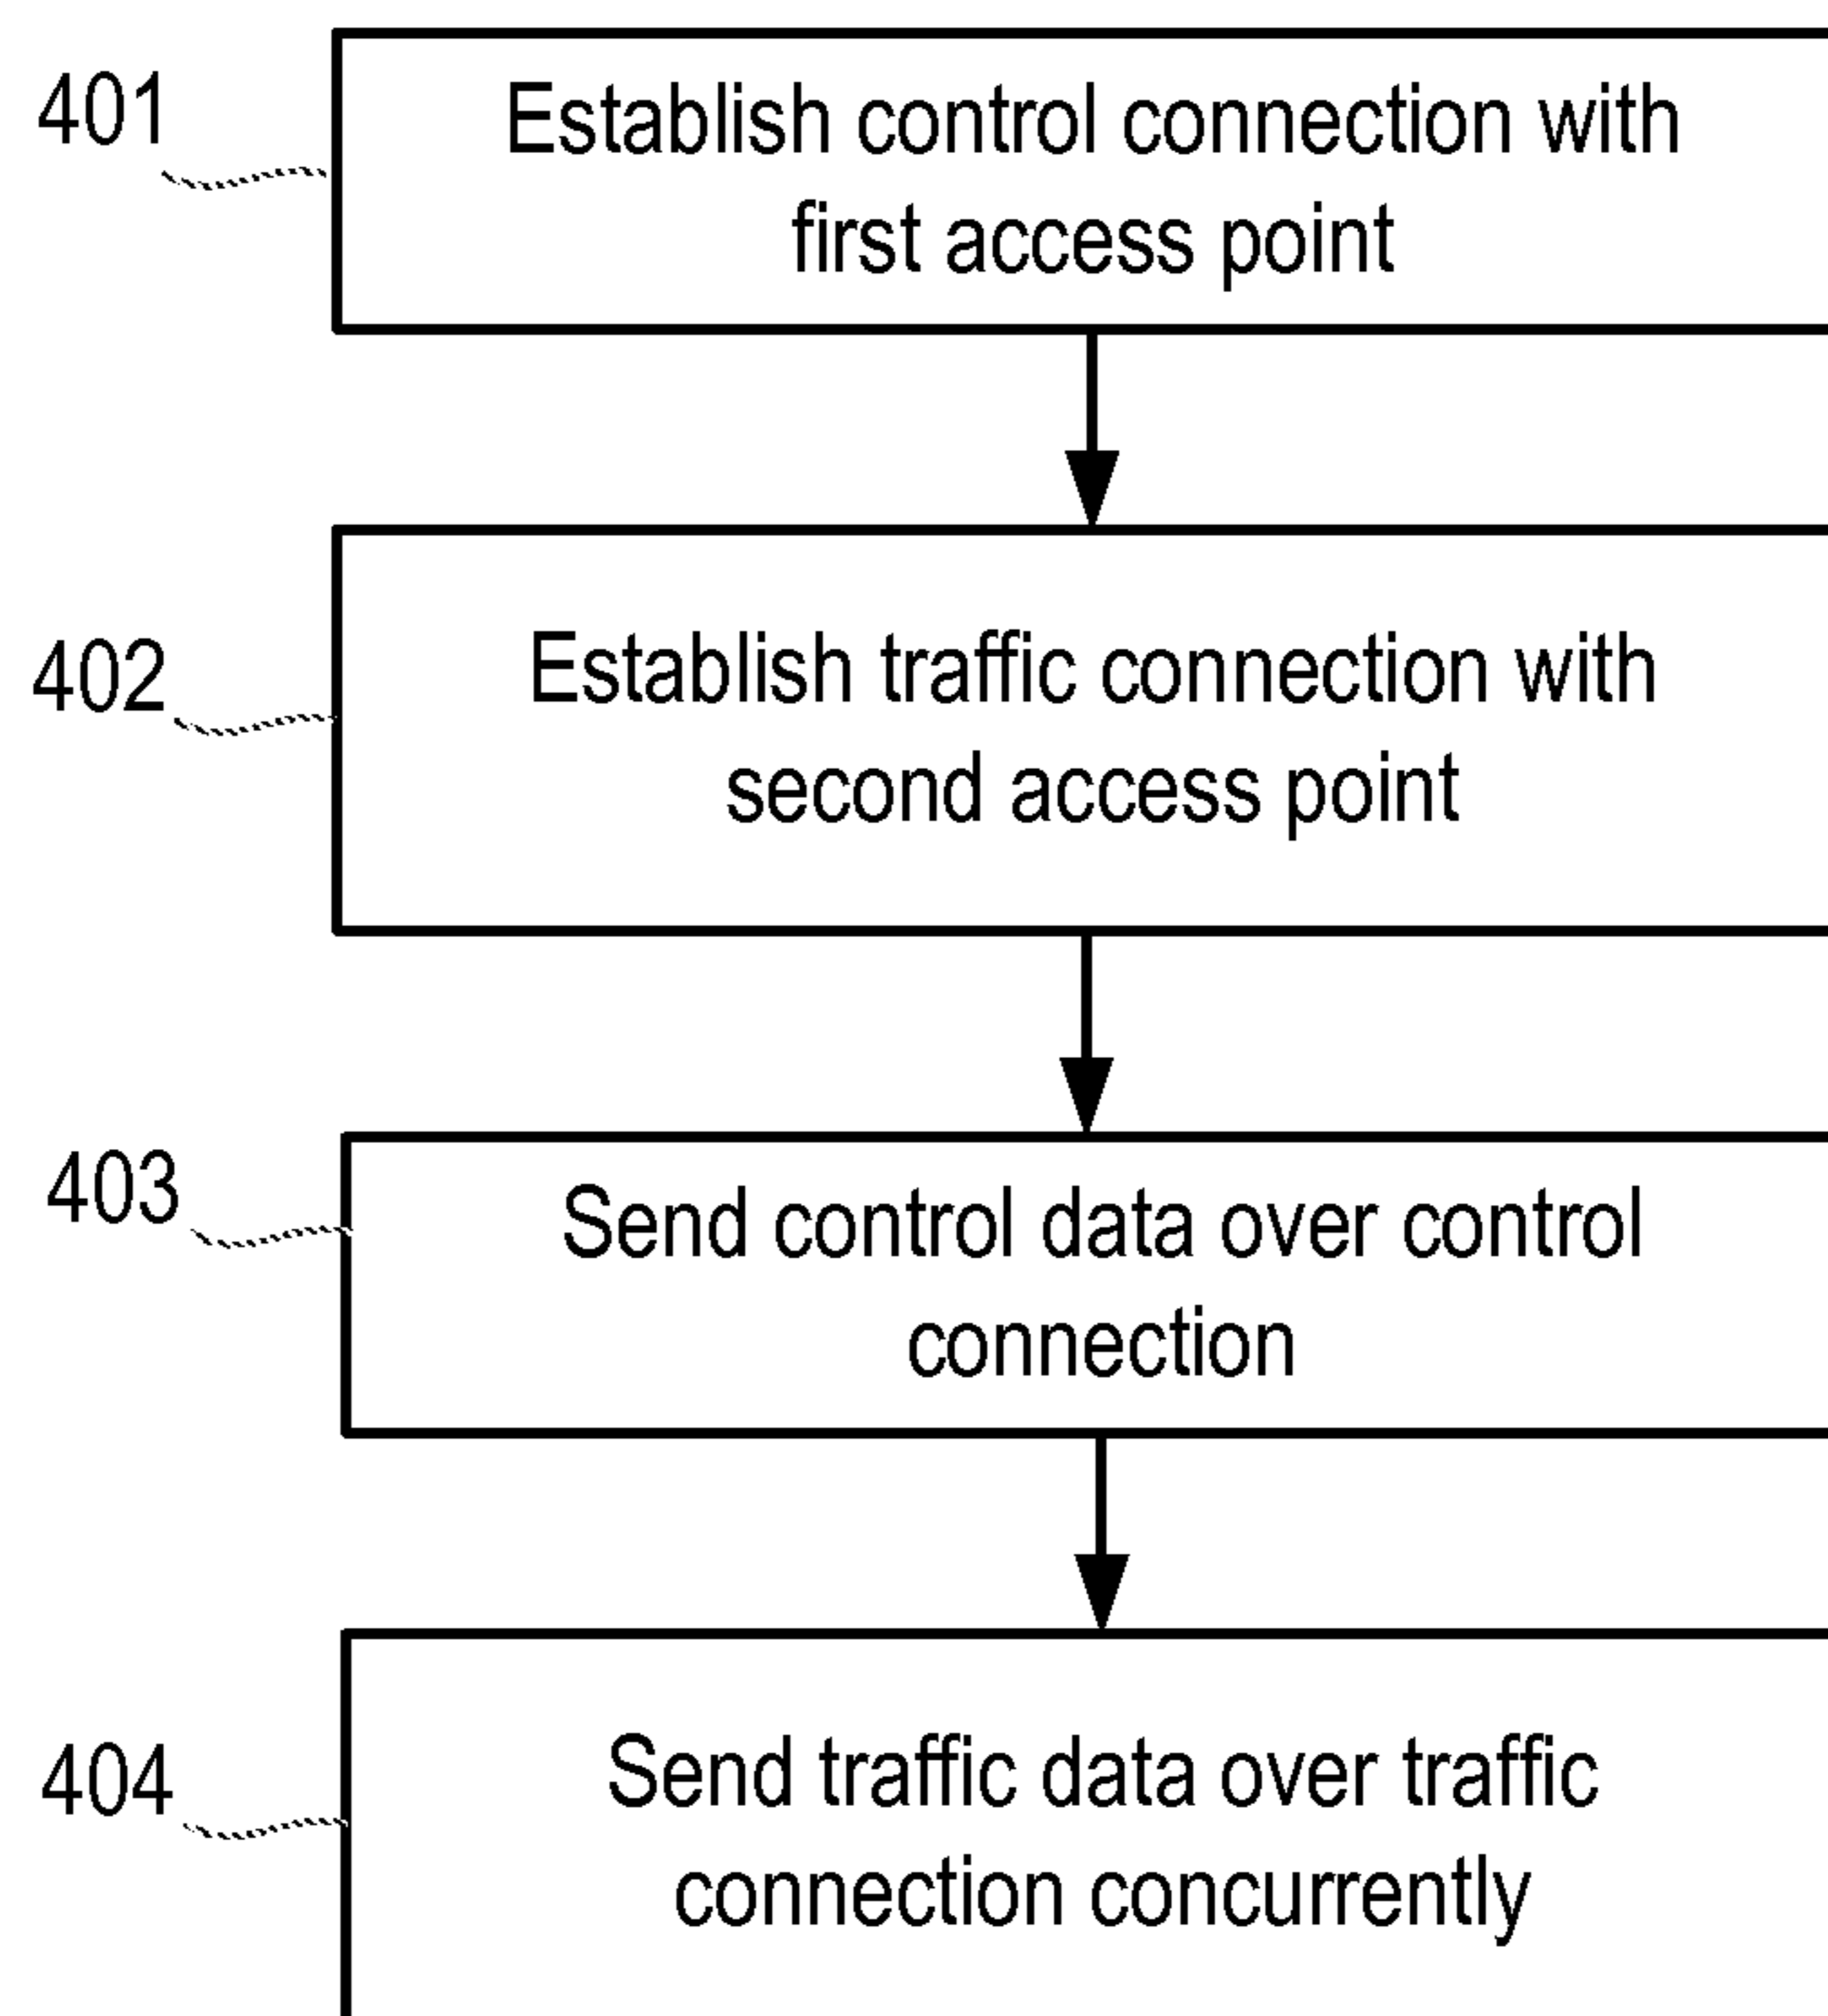 401
Establish control connection with
first access point
402
Establish traffic connection with
second access point
403
Send control data over control
connection
404
Send traffic data over traffic
connection concurrently